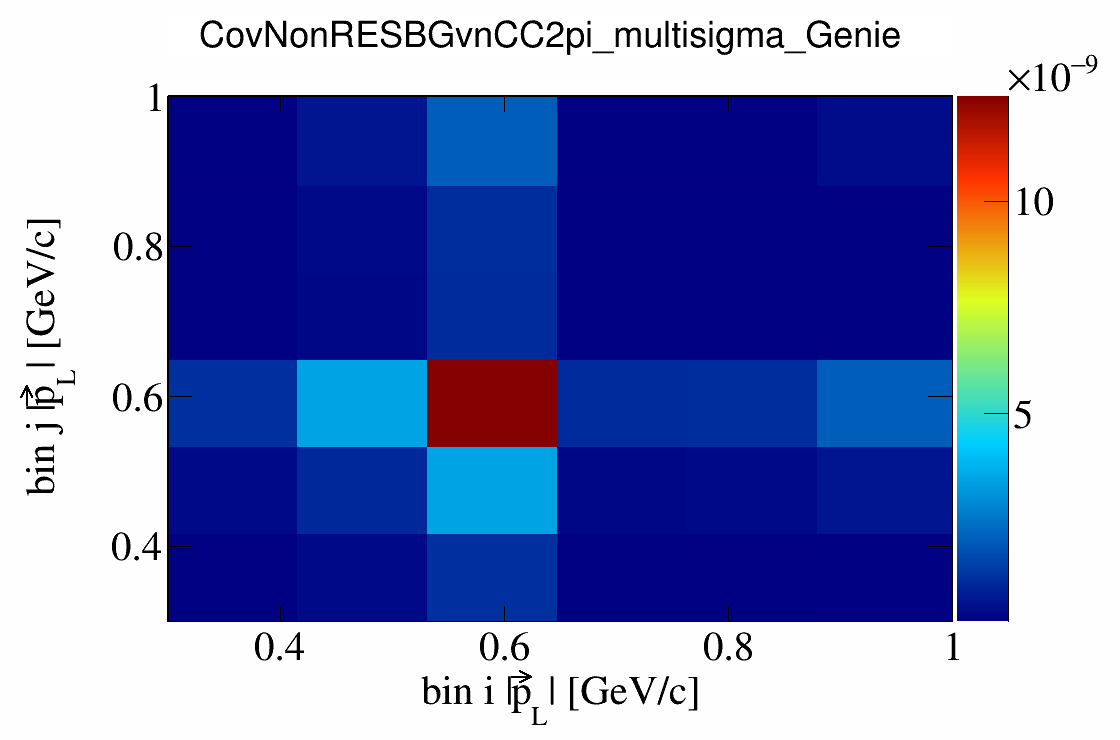 CovNonRESBGvnCC2pi_multisigma_Genie
×10⁻⁹
1
0.8
0.6
0.4
10
5
bin j |p⃗_L| [GeV/c]
0.4 0.6 0.8 1
bin i |p⃗_L| [GeV/c]